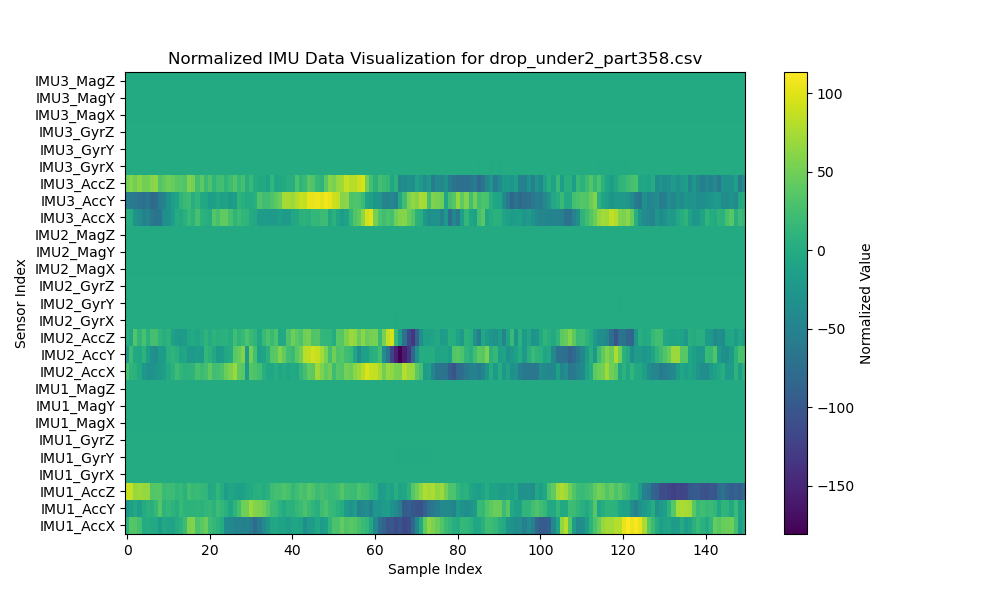 Normalized IMU Data Visualization for drop_under2_part358.csv
IMU3_MagZ
IMU3_MagY
IMU3_MagX
IMU3_GyrZ
IMU3_GyrY
IMU3_GyrX
IMU3_AccZ
IMU3_AccY
IMU3_AccX
IMU2_MagZ
IMU2_MagY
IMU2_MagX
IMU2_GyrZ
IMU2_GyrY
IMU2_GyrX
IMU2_AccZ
IMU2_AccY
IMU2_AccX
IMU1_MagZ
IMU1_MagY
IMU1_MagX
IMU1_GyrZ
IMU1_GyrY
IMU1_GyrX
IMU1_AccZ
IMU1_AccY
IMU1_AccX
Sensor Index
0 20 40 60 80 100 120 140
Sample Index
100
50
0
−50
−100
−150
Normalized Value